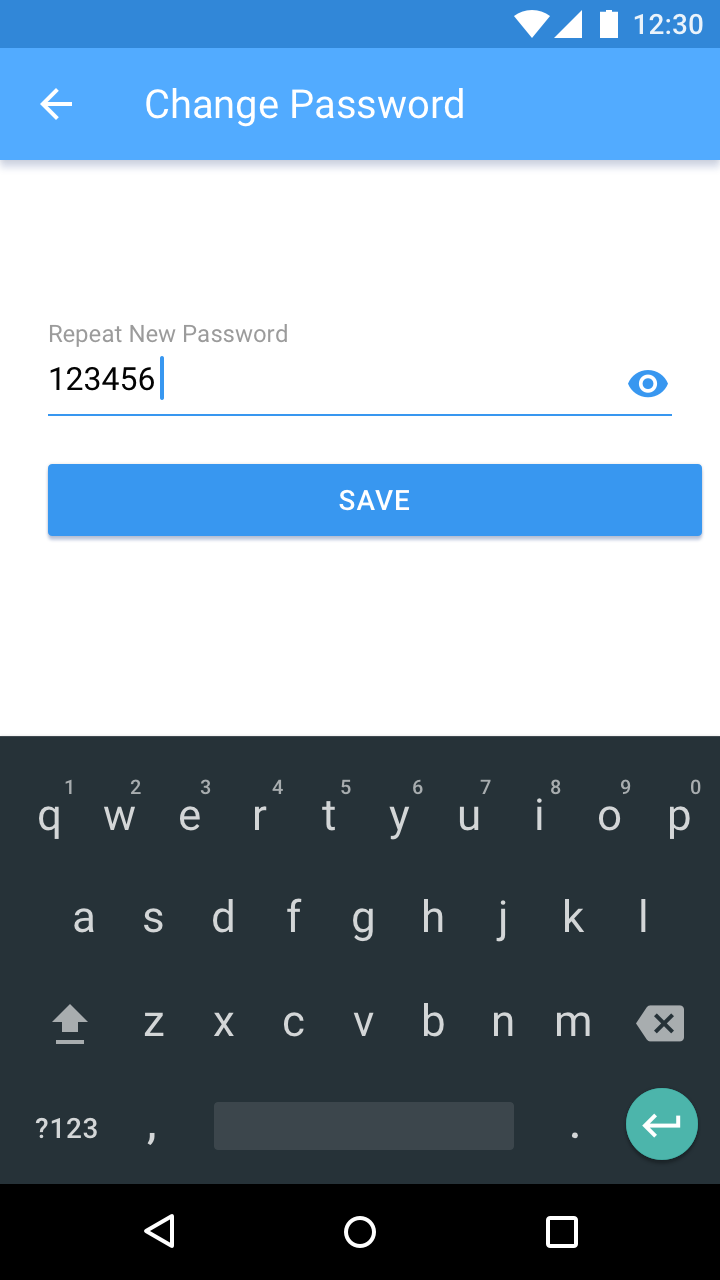 12:30
Change Password
Repeat New Password
123456
SAVE
1 2 3 4 5 6 7 8 9 0
q w e r t y u i o p
a s d f g h j k l
z x c v b n m
?123 , .